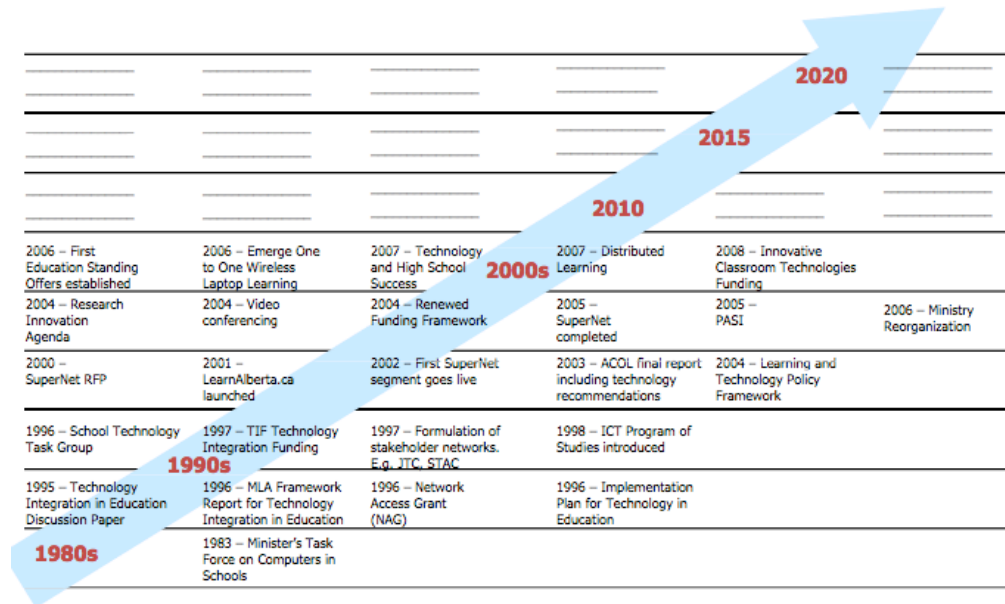 2020
2015
2010
2006 – First
Education Standing
Offers established
2006 – Emerge One
to One Wireless
Laptop Learning
2007 – Technology
and High School
Success
2000s
2007 – Distributed
Learning
2008 – Innovative
Classroom Technologies
Funding
2004 – Research
Innovation
Agenda
2004 – Video
conferencing
2004 – Renewed
Funding Framework
2005 –
SuperNet
completed
2005 –
PASI
2006 – Ministry
Reorganization
2000 –
SuperNet RFP
2001 –
LearnAlberta.ca
launched
2002 – First SuperNet
segment goes live
2003 – ACOL final report
including technology
recommendations
2004 – Learning and
Technology Policy
Framework
1996 – School Technology
Task Group
1997 – TIF Technology
Integration Funding
1997 – Formulation of
stakeholder networks.
E.g. JTC, STAC
1998 – ICT Program of
Studies introduced
1990s
1995 – Technology
Integration in Education
Discussion Paper
1996 – MLA Framework
Report for Technology
Integration in Education
1996 – Network
Access Grant
(NAG)
1996 – Implementation
Plan for Technology in
Education
1980s
1983 – Minister's Task
Force on Computers in
Schools